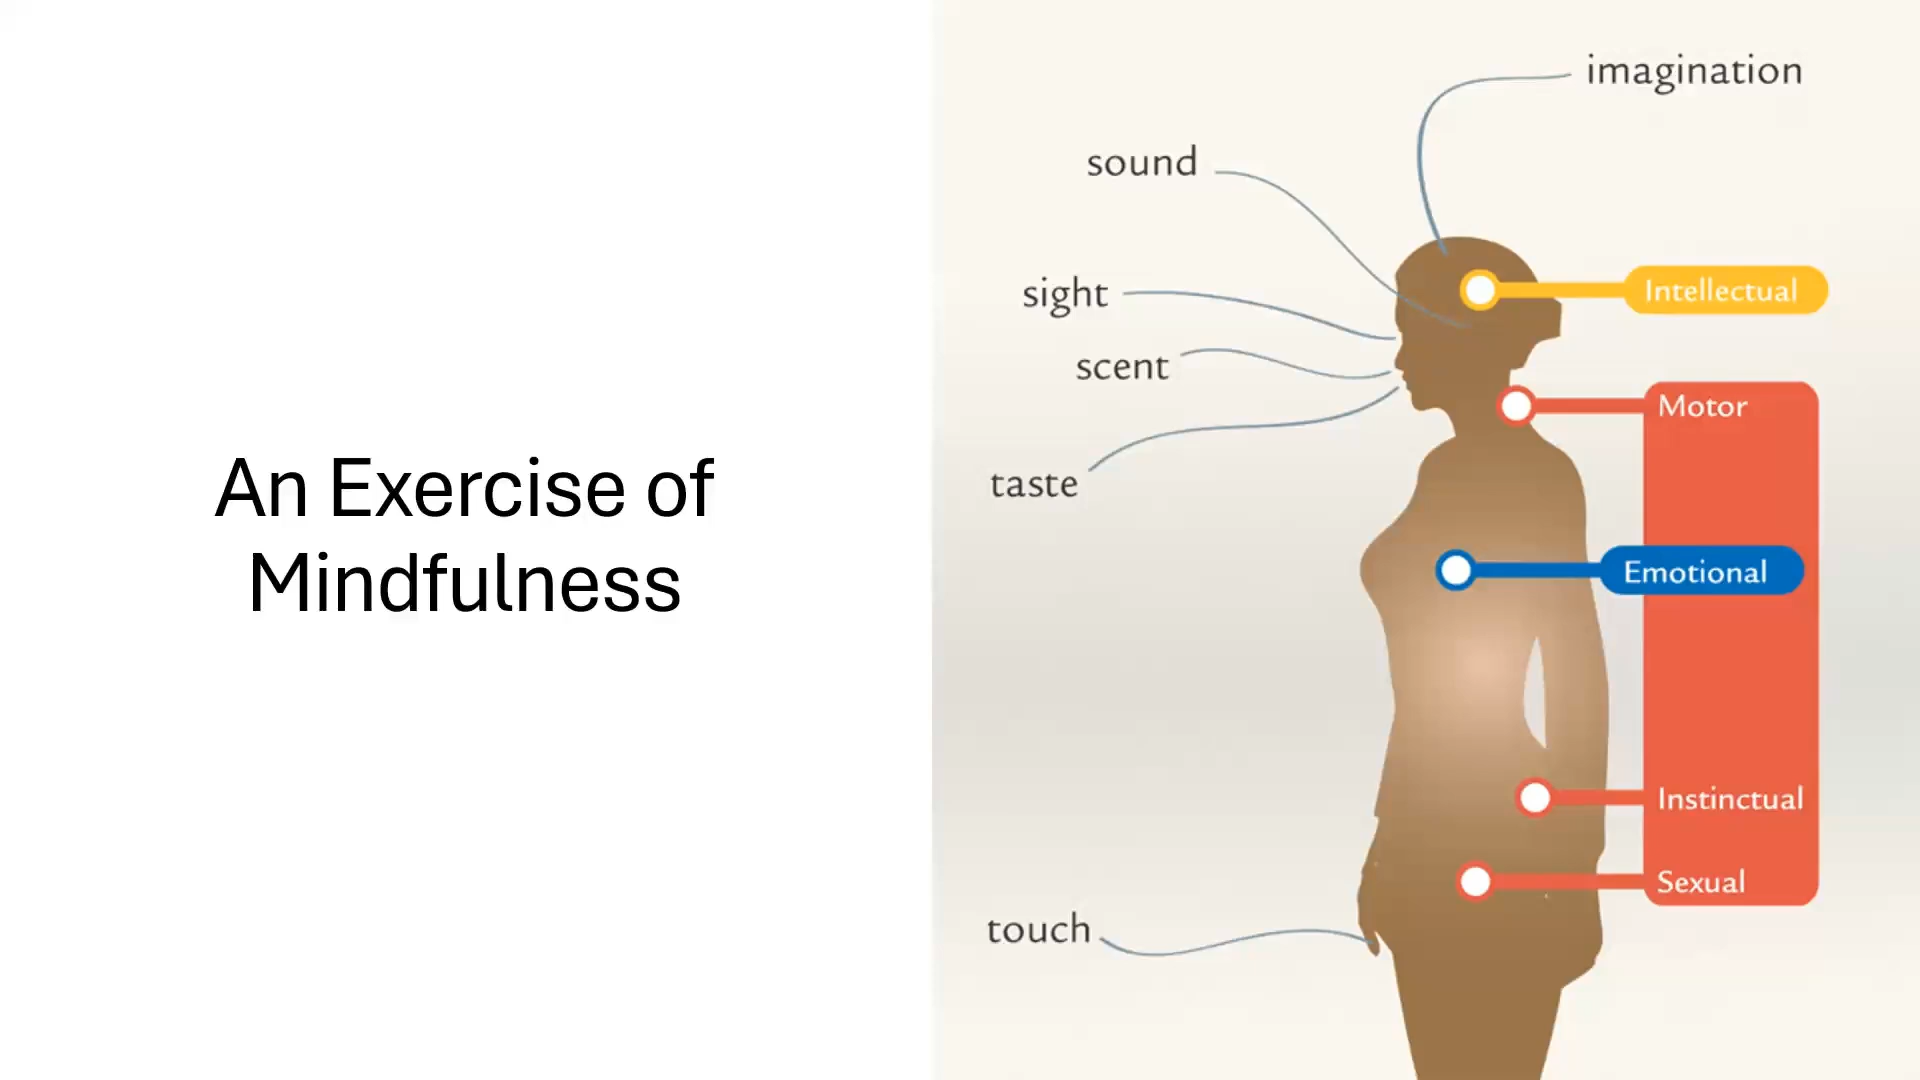 An Exercise of
Mindfulness
imagination
sound
sight
scent
taste
touch
Intellectual
Motor
Emotional
Instinctual
Sexual